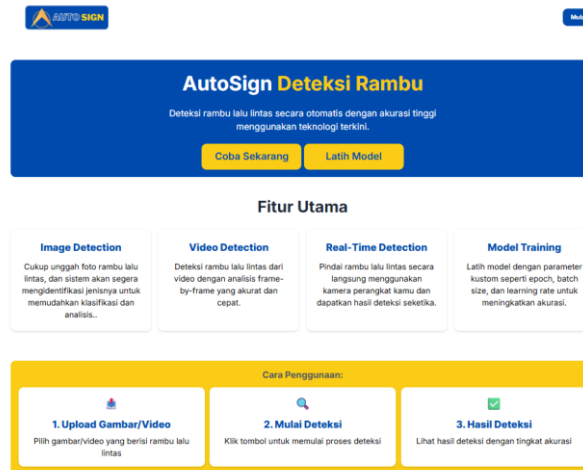 AUTO SIGN
AutoSign Deteksi Rambu
Deteksi rambu lalu lintas secara otomatis dengan akurasi tinggi
menggunakan teknologi terkini.
Coba Sekarang
Latih Model
Fitur Utama
Image Detection
Cukup unggah foto rambu lalu
lintas, dan sistem akan segera
mengidentifikasi jenisnya untuk
memudahkan klasifikasi dan
analisis..
Video Detection
Deteksi rambu lalu lintas dari
video dengan analisis frame-
by-frame yang akurat dan
cepat.
Real-Time Detection
Pindai rambu lalu lintas secara
langsung menggunakan
kamera perangkat kamu dan
dapatkan hasil deteksi seketika.
Model Training
Latih model dengan parameter
kustom seperti epoch, batch
size, dan learning rate untuk
meningkatkan akurasi.
Cara Penggunaan:
1. Upload Gambar/Video
Pilih gambar/video yang berisi rambu lalu
lintas
2. Mulai Deteksi
Klik tombol untuk memulai proses deteksi
3. Hasil Deteksi
Lihat hasil deteksi dengan tingkat akurasi